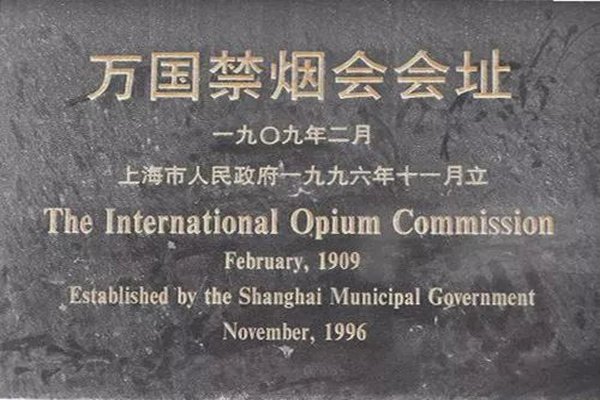 万国禁烟会会址
一九〇九年二月
上海市人民政府一九九六年十一月立
The International Opium Commission
February, 1909
Established by the Shanghai Municipal Government
November, 1996